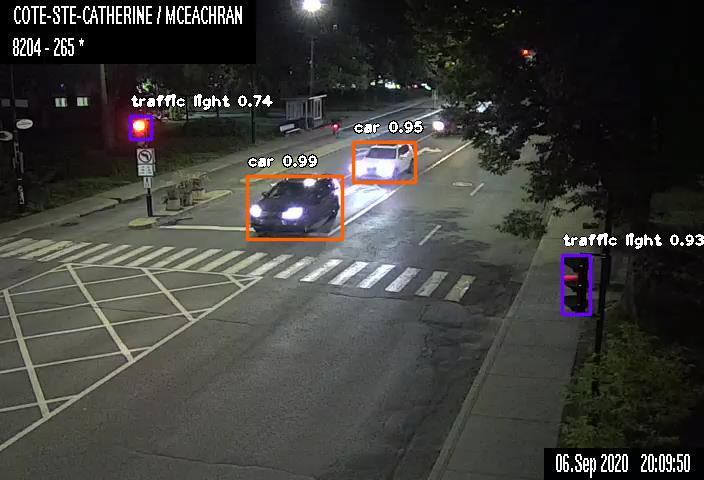 COTE-STE-CATHERINE / MCEACHRAN
8204 - 265 *
traffic light 0.74
car 0.95
car 0.99
traffic light 0.93
06.Sep 2020 20:09:50